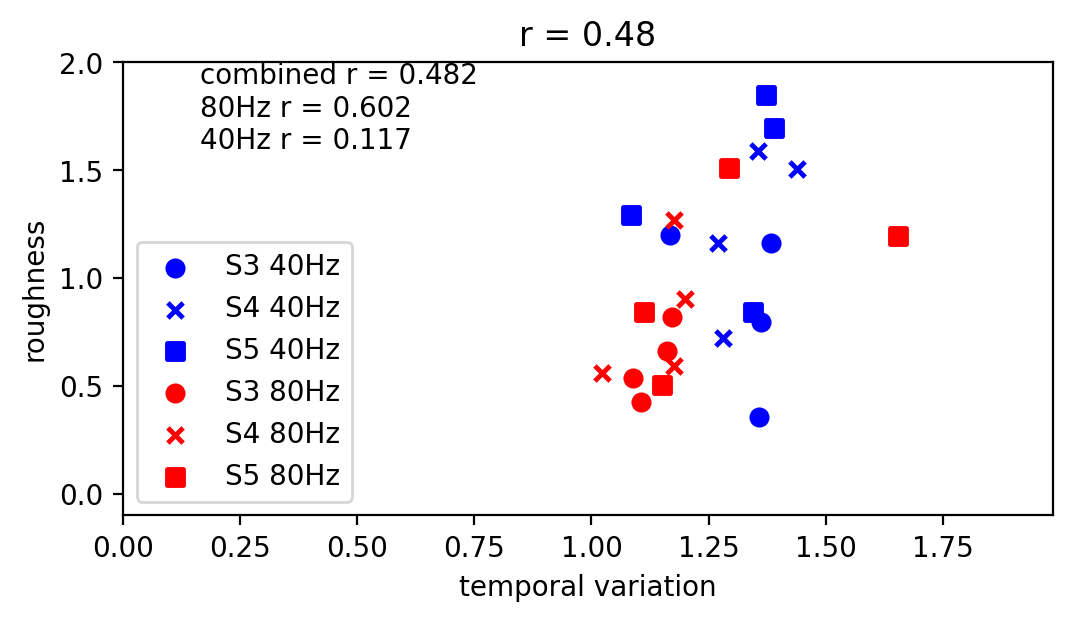 r = 0.48
combined r = 0.482
80Hz r = 0.602
40Hz r = 0.117
2.0
1.5
1.0
0.5
0.0
roughness
S3 40Hz
S4 40Hz
S5 40Hz
S3 80Hz
S4 80Hz
S5 80Hz
0.00 0.25 0.50 0.75 1.00 1.25 1.50 1.75
temporal variation